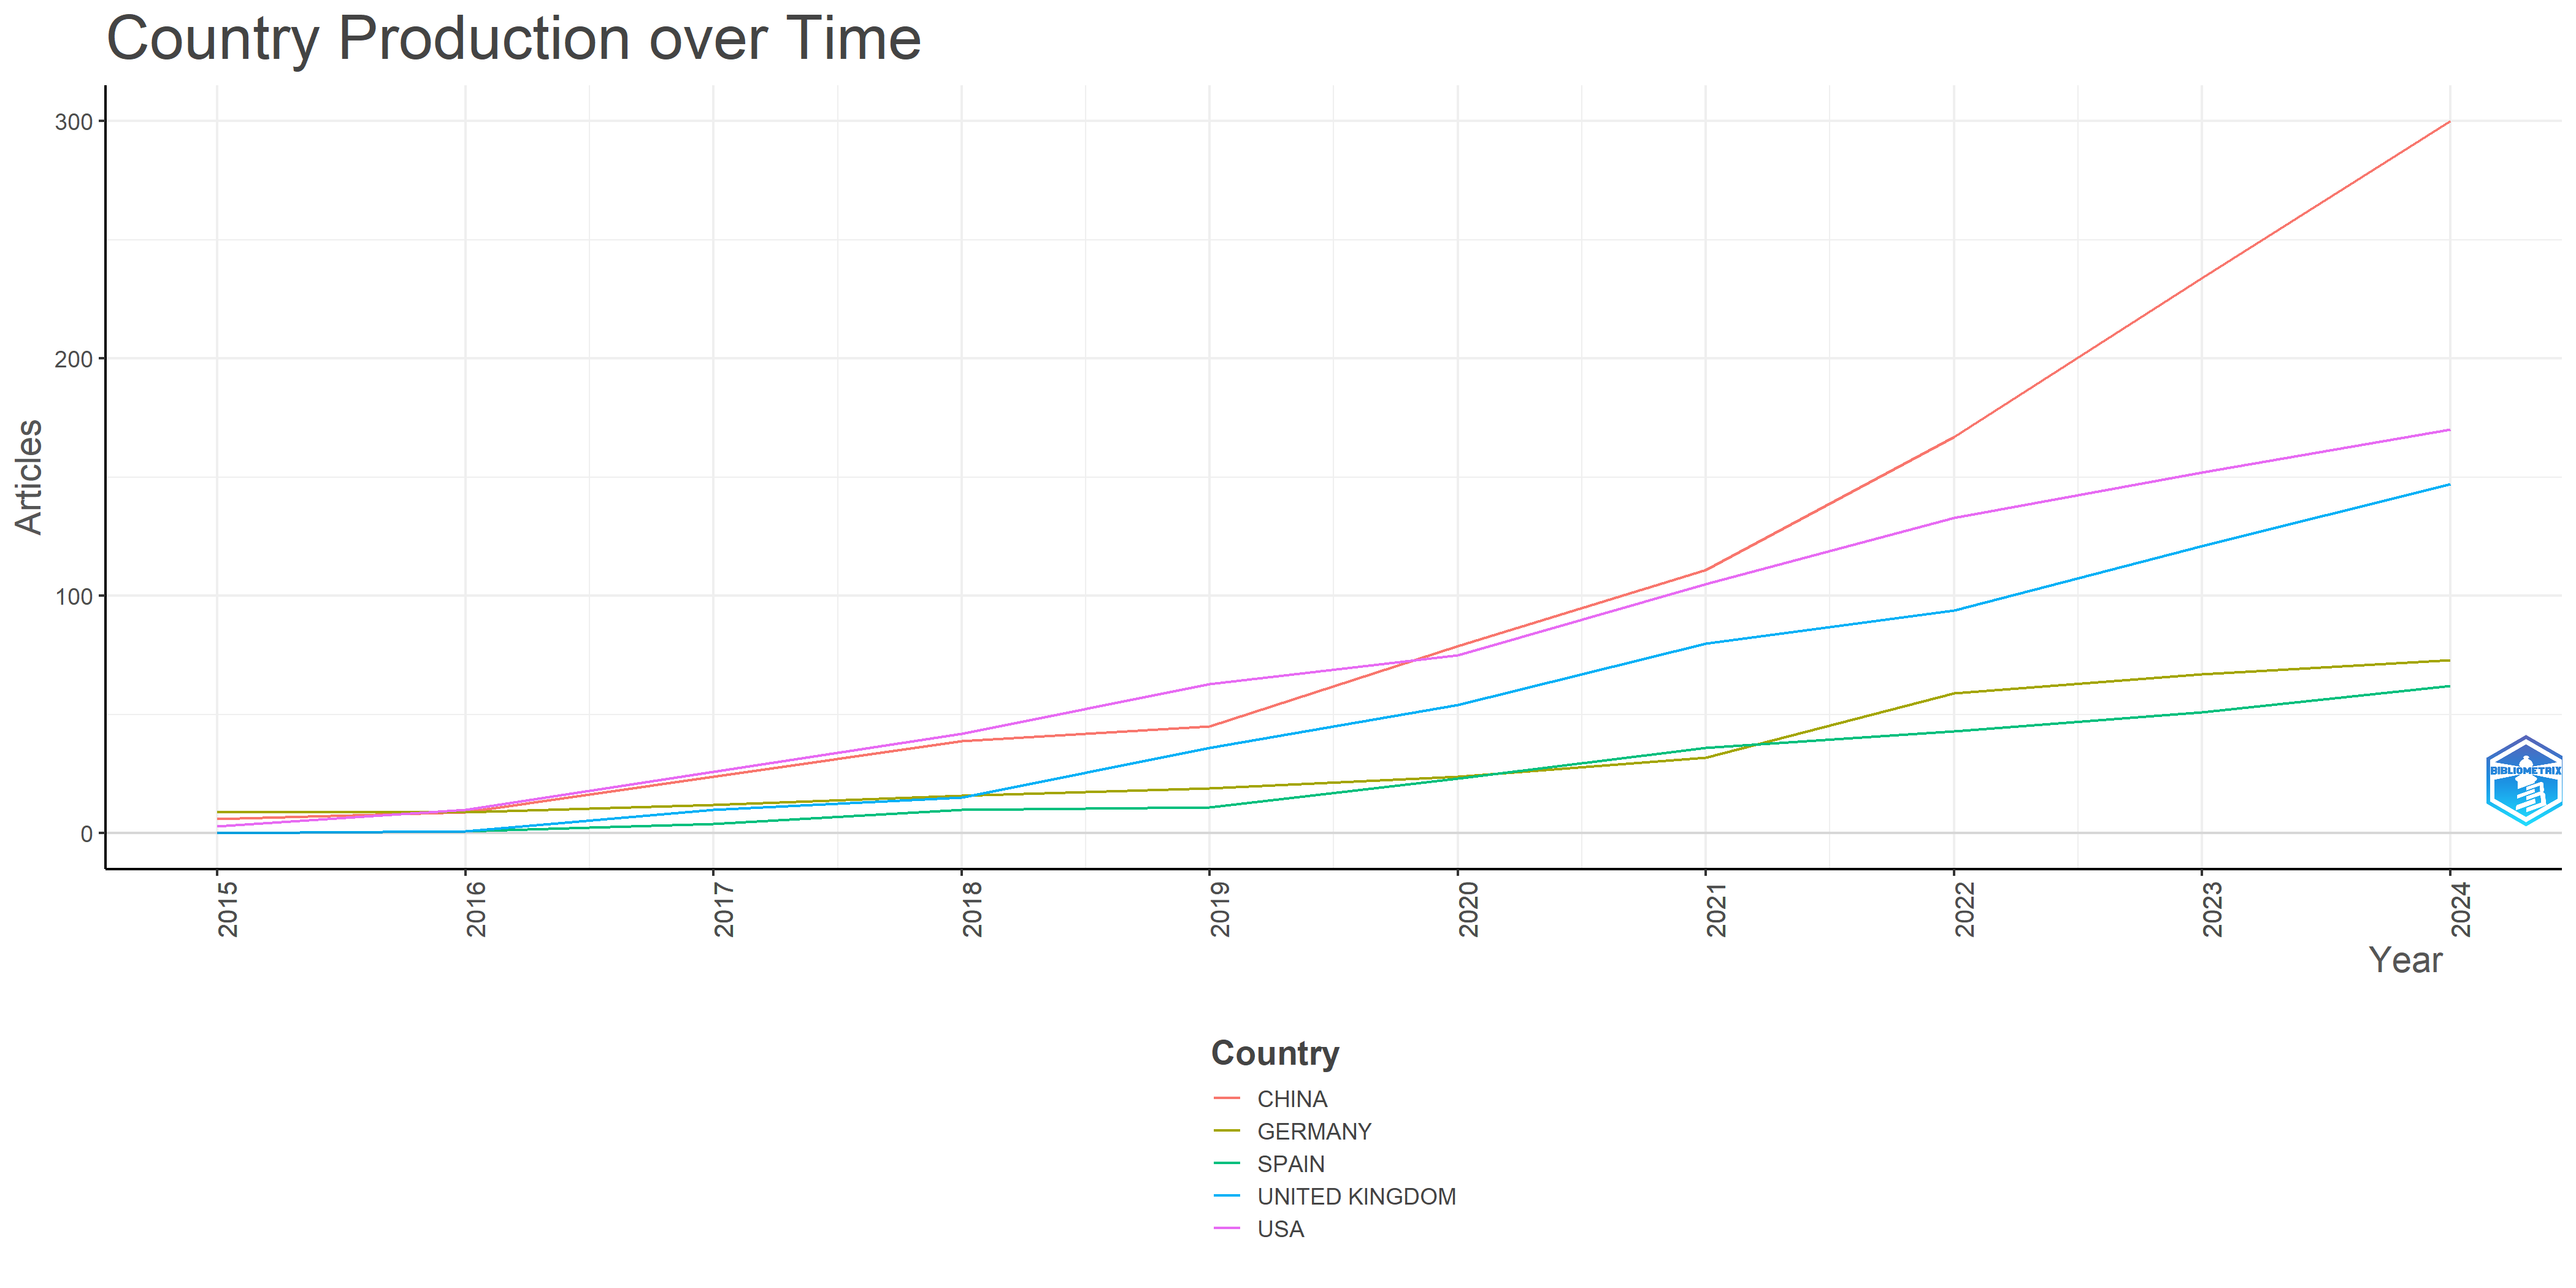 Country Production over Time
300
200
100
0
Articles
2015
2016
2017
2018
2019
2020
2021
2022
2023
2024
Year
BIBLIOMETRIX
Country
CHINA
GERMANY
SPAIN
UNITED KINGDOM
USA